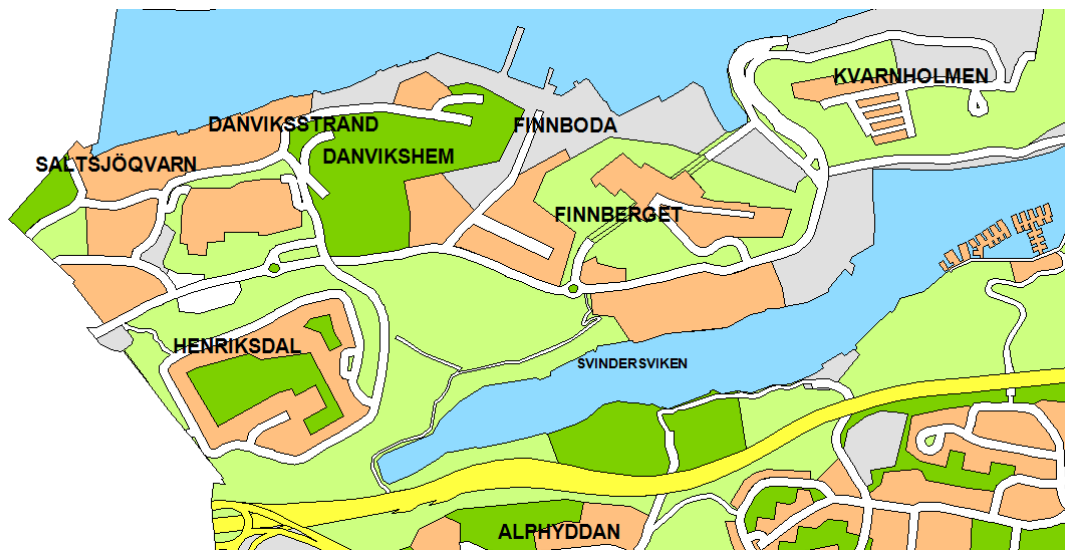 KVARNHOLMEN
DANVIKSSTRAND
FINNBODA
DANVIKSHEM
SALTSJÖQVARN
FINNBERGET
HENRIKSDAL
SVINDERSVIKEN
ALPHYDDAN